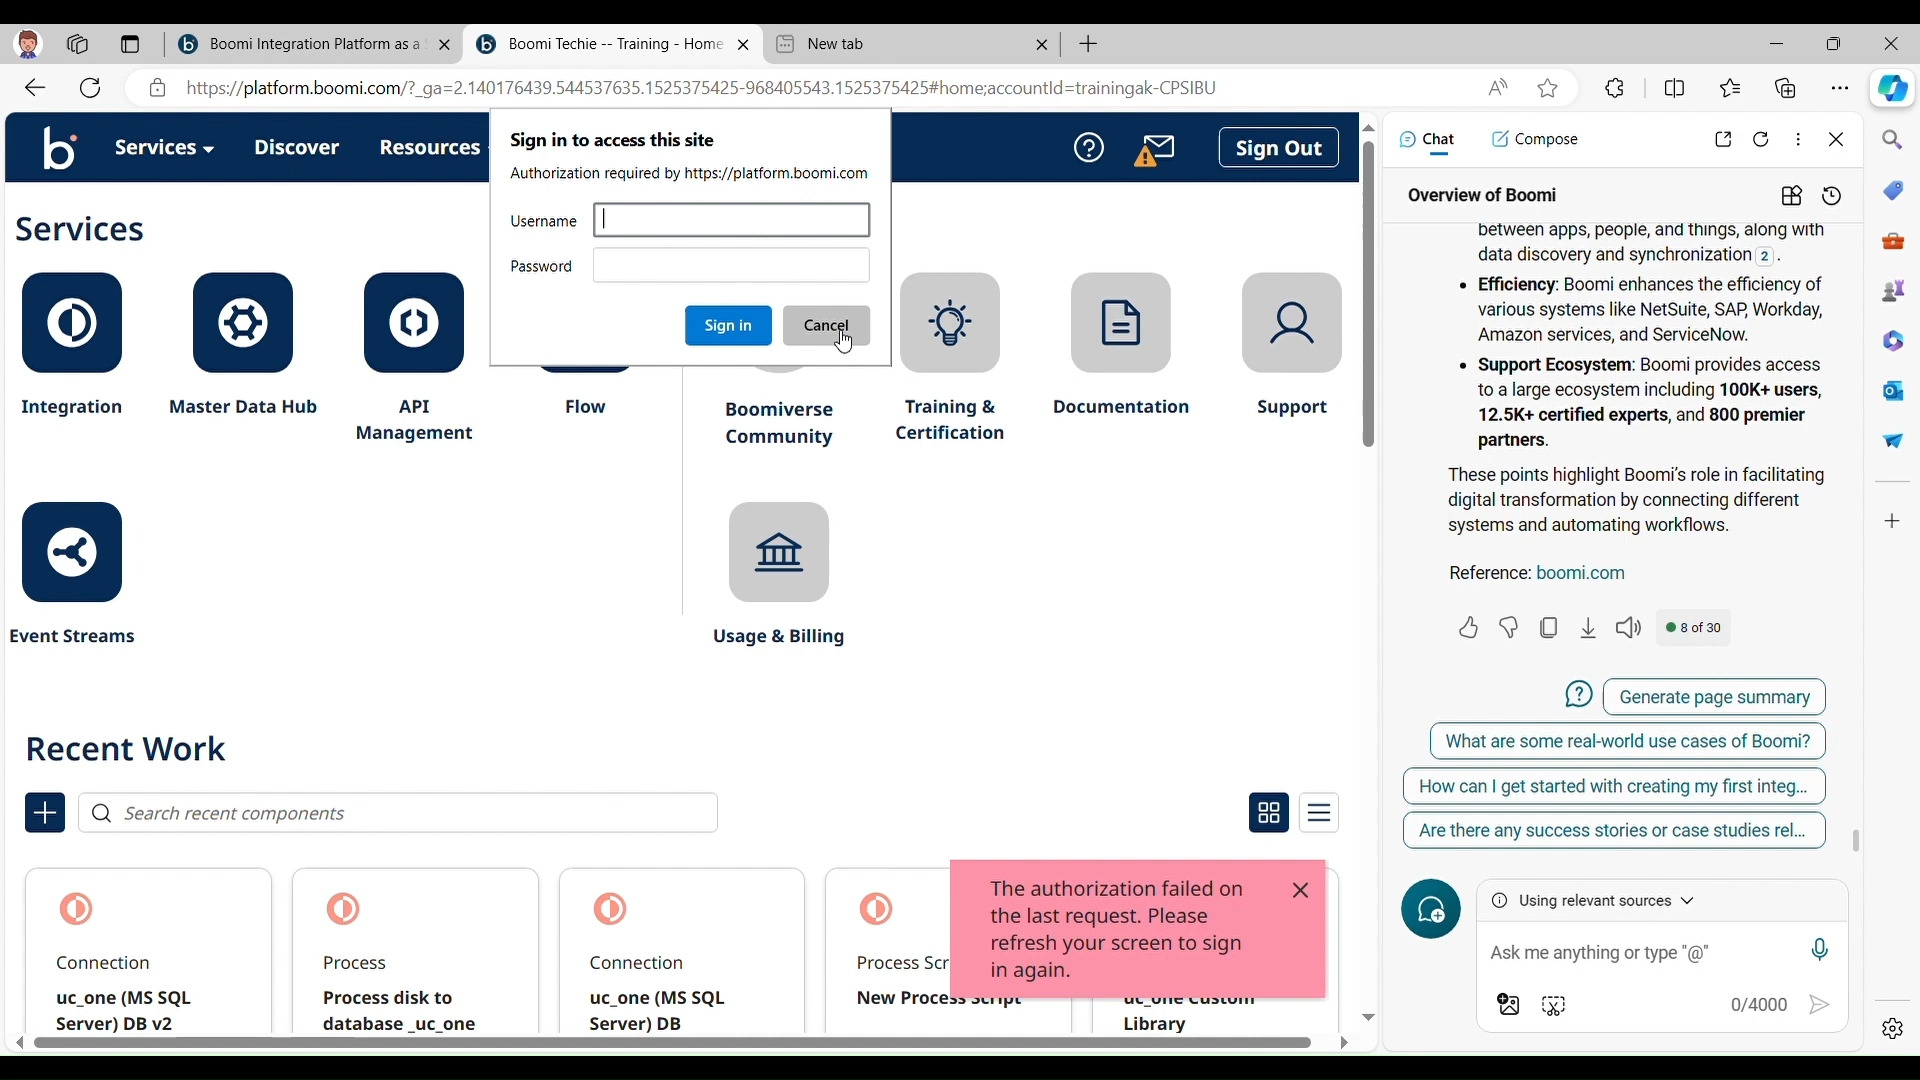 Boomi Integration Platform as a
Boomi Techie -- Training - Home
New tab
https://platform.boomi.com/?_ga=2.140176439.544537635.1525375425-968405543.1525375425#home;accountId=trainingak-CPSIBU
Services
Discover
Resources
Sign Out
Sign in to access this site
Authorization required by https://platform.boomi.com
Username
Password
Sign in
Cancel
Services
Integration
Master Data Hub
API
Management
Flow
Boomiverse
Community
Training &
Certification
Documentation
Support
Event Streams
Usage & Billing
Recent Work
Search recent components
Connection
uc_one (MS SQL
Server) DB v2
Process
Process disk to
database _uc_one
Connection
uc_one (MS SQL
Server) DB
Process Scr
New Process Script
uc_one Custom
Library
The authorization failed on
the last request. Please
refresh your screen to sign
in again.
Chat
Compose
Overview of Boomi
between apps, people, and things, along with
data discovery and synchronization 2 .
• Efficiency: Boomi enhances the efficiency of
various systems like NetSuite, SAP, Workday,
Amazon services, and ServiceNow.
• Support Ecosystem: Boomi provides access
to a large ecosystem including 100K+ users,
12.5K+ certified experts, and 800 premier
partners.
These points highlight Boomi's role in facilitating
digital transformation by connecting different
systems and automating workflows.
Reference: boomi.com
8 of 30
Generate page summary
What are some real-world use cases of Boomi?
How can I get started with creating my first integ...
Are there any success stories or case studies rel...
Using relevant sources
Ask me anything or type "@"
0/4000